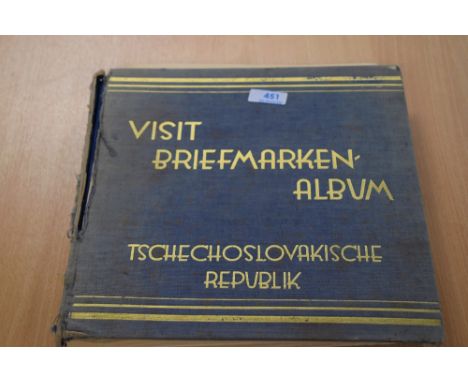 451
VISIT
BRIEFMARKEN-
ALBUM
TSCHECHOSLOVAKISCHE
REPUBLIK